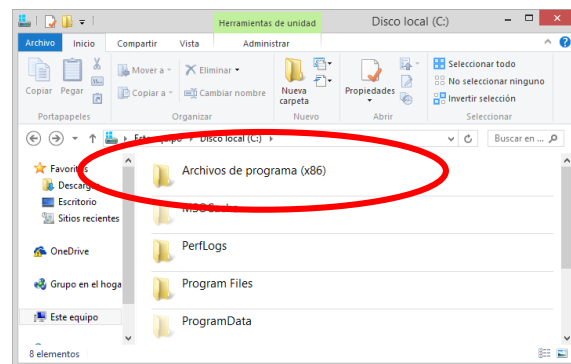 Herramientas de unidad
Disco local (C:)
Archivo Inicio Compartir Vista Administrar
Copiar Pegar
Mover a
Copiar a
Eliminar
Cambiar nombre
Nueva carpeta
Propiedades
Seleccionar todo
No seleccionar ninguno
Invertir selección
Portapapeles Organizar Nuevo Abrir Seleccionar
Disco local (C:) Buscar en ...
Favoritos
Descarg
Escritorio
Sitios recientes
OneDrive
Grupo en el hoga
Este equipo
Archivos de programa (x86)
MSOCache
PerfLogs
Program Files
ProgramData
8 elementos